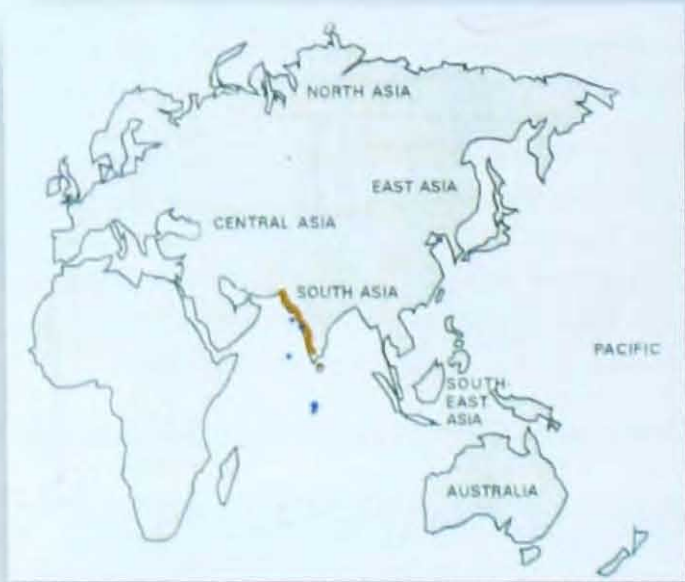 NORTH ASIA
EAST ASIA
CENTRAL ASIA
SOUTH ASIA
PACIFIC
SOUTH-
EAST
ASIA
AUSTRALIA